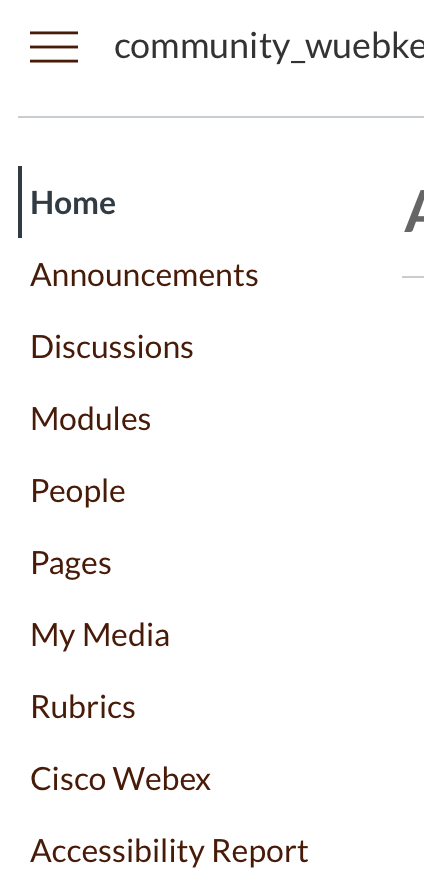 community_wuebke
Home
Announcements
Discussions
Modules
People
Pages
My Media
Rubrics
Cisco Webex
Accessibility Report